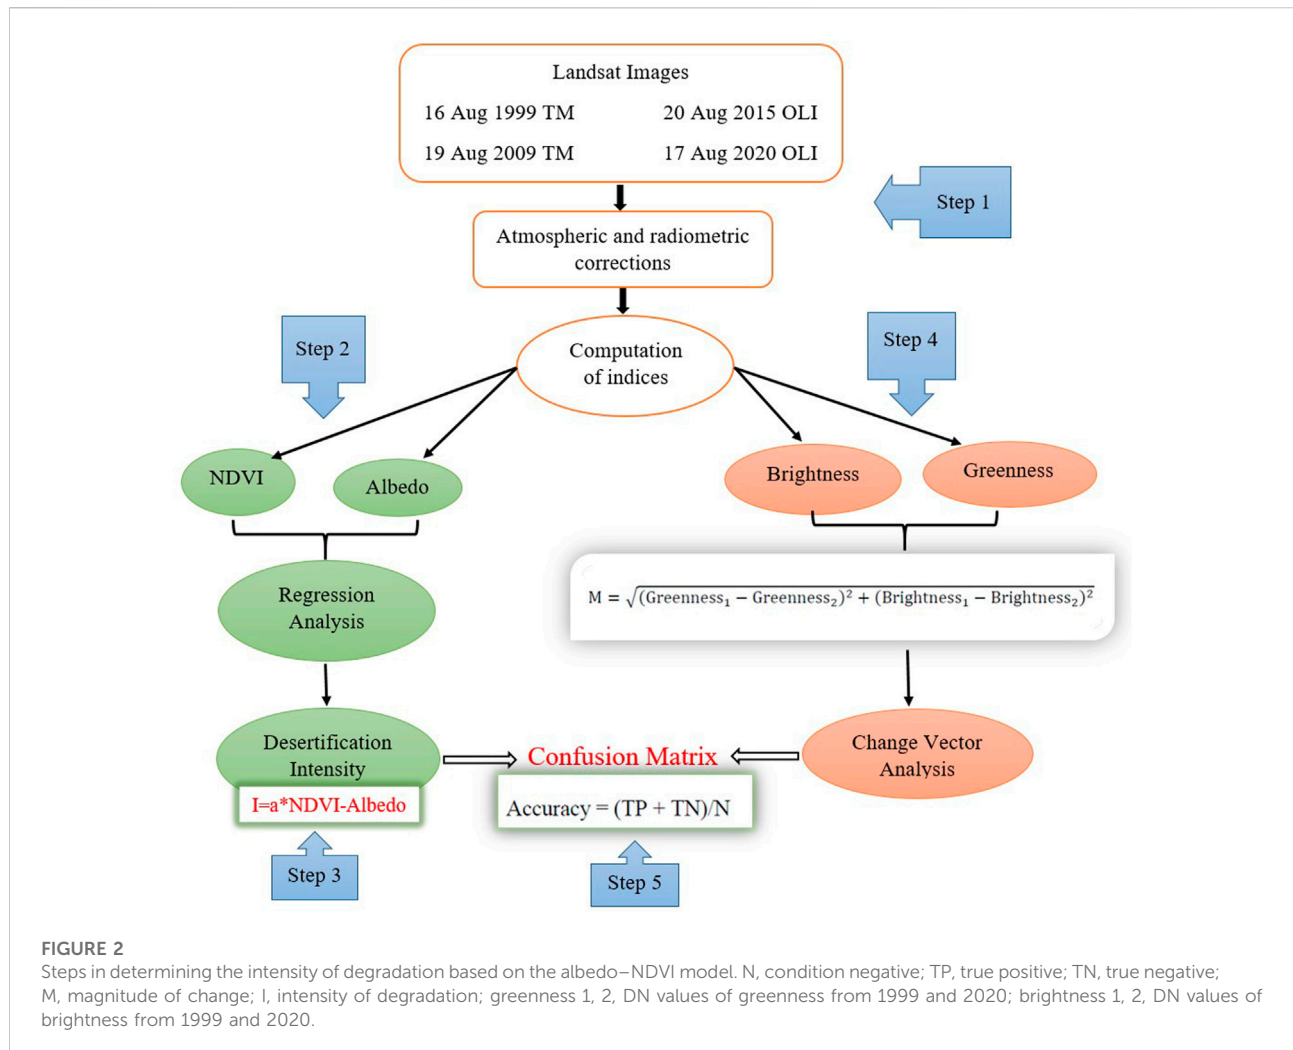 Landsat Images
16 Aug 1999 TM
20 Aug 2015 OLI
19 Aug 2009 TM
17 Aug 2020 OLI
Step 1
Atmospheric and radiometric
corrections
Step 2
Computation
of indices
Step 4
NDVI
Albedo
Brightness
Greenness
Regression
Analysis
M = √(Greenness₁ − Greenness₂)² + (Brightness₁ − Brightness₂)²
Desertification
Intensity
I=a*NDVI-Albedo
Confusion Matrix
Accuracy = (TP + TN)/N
Change Vector
Analysis
Step 3
Step 5
FIGURE 2
Steps in determining the intensity of degradation based on the albedo–NDVI model. N, condition negative; TP, true positive; TN, true negative;
M, magnitude of change; I, intensity of degradation; greenness 1, 2, DN values of greenness from 1999 and 2020; brightness 1, 2, DN values of
brightness from 1999 and 2020.